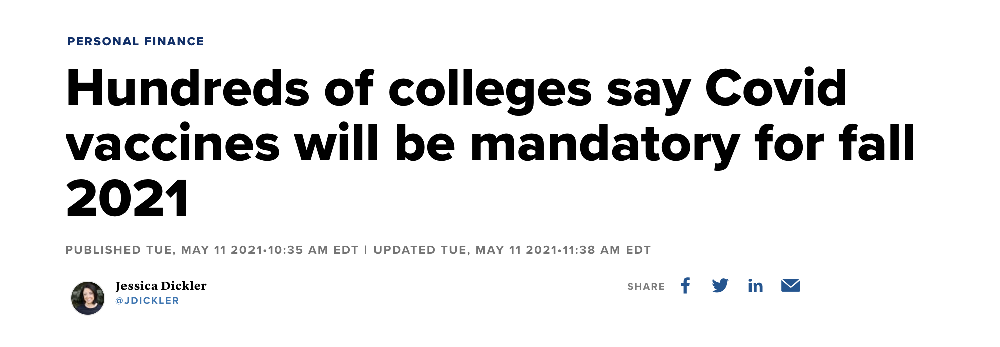 PERSONAL FINANCE
Hundreds of colleges say Covid
vaccines will be mandatory for fall
2021
PUBLISHED TUE, MAY 11 2021•10:35 AM EDT | UPDATED TUE, MAY 11 2021•11:38 AM EDT
Jessica Dickler
@JDICKLER
SHARE